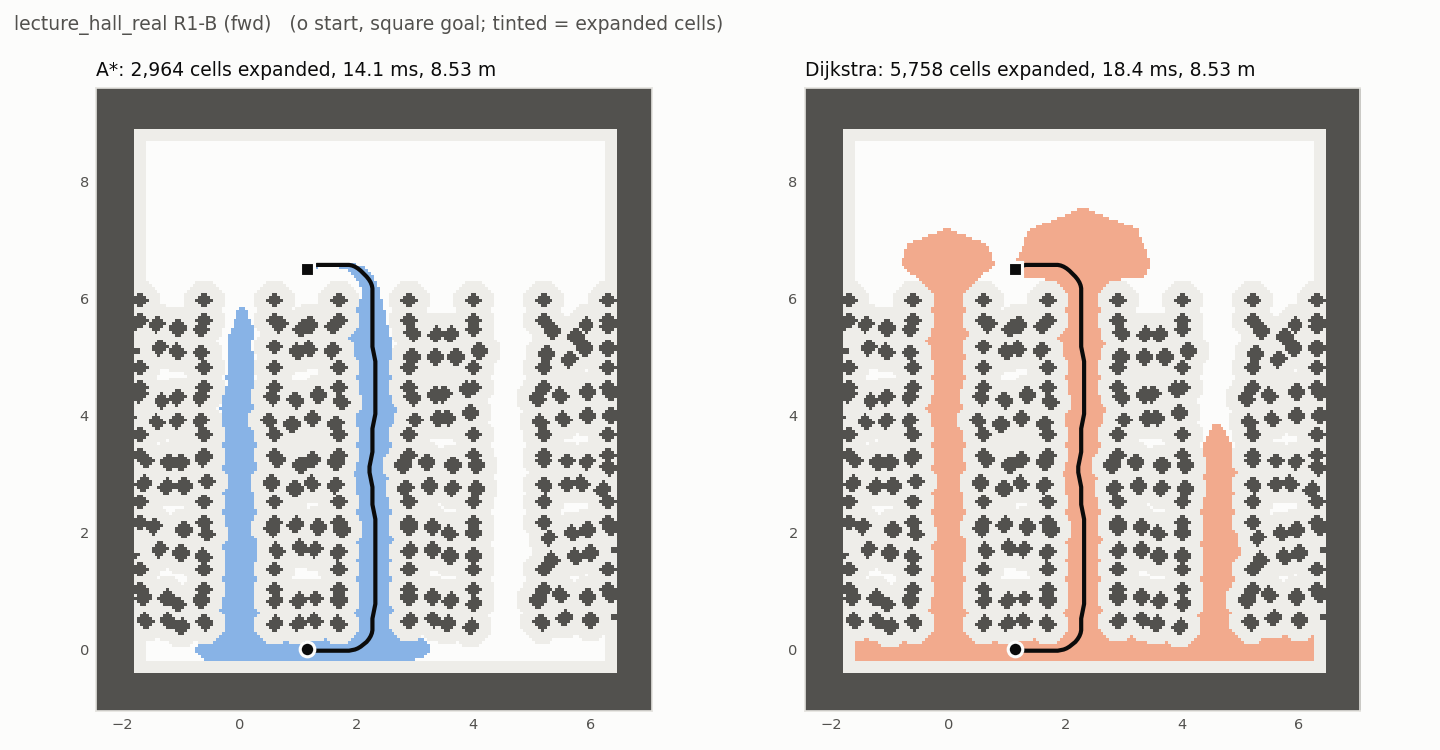 lecture_hall_real R1-B (fwd)   (o start, square goal; tinted = expanded cells)
A*: 2,964 cells expanded, 14.1 ms, 8.53 m
8
6
4
2
0
−2 0 2 4 6
Dijkstra: 5,758 cells expanded, 18.4 ms, 8.53 m
8
6
4
2
0
−2 0 2 4 6